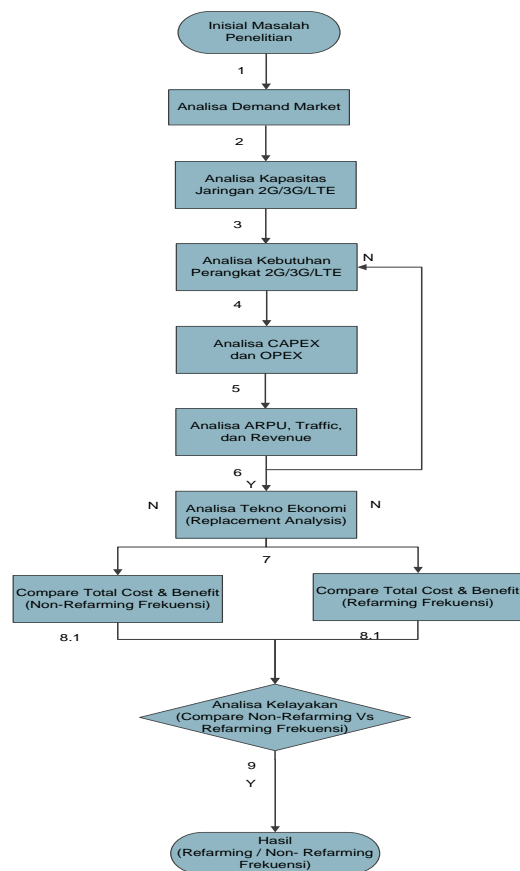 Inisial Masalah
Penelitian
1
Analisa Demand Market
2
Analisa Kapasitas
Jaringan 2G/3G/LTE
3
Analisa Kebutuhan
Perangkat 2G/3G/LTE
N
4
Analisa CAPEX
dan OPEX
5
Analisa ARPU, Traffic,
dan Revenue
6
Y
N
Analisa Tekno Ekonomi
(Replacement Analysis)
N
7
Compare Total Cost & Benefit
(Non-Refarming Frekuensi)
Compare Total Cost & Benefit
(Refarming Frekuensi)
8.1
8.1
Analisa Kelayakan
(Compare Non-Refarming Vs
Refarming Frekuensi)
9
Y
Hasil
(Refarming / Non- Refarming
Frekuensi)